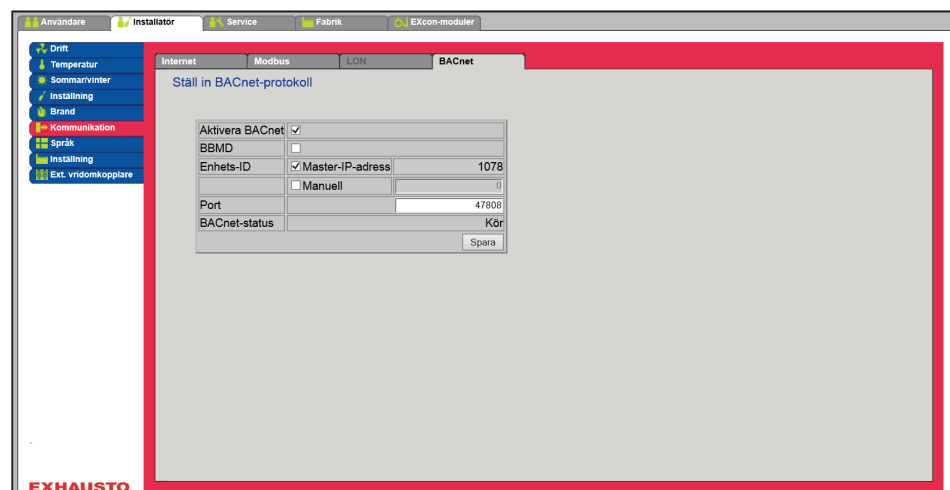 Användare Installatör Service Fabrik EXcon-moduler
Drift
Temperatur
Sommar/vinter
Inställning
Brand
Kommunikation
Språk
Inställning
Ext. vridomkopplare
Internet Modbus LON BACnet
Ställ in BACnet-protokoll
Aktivera BACnet
BBMD
Enhets-ID Master-IP-adress 1078
Manuell 0
Port 47808
BACnet-status Kör
Spara
EXHAUSTO